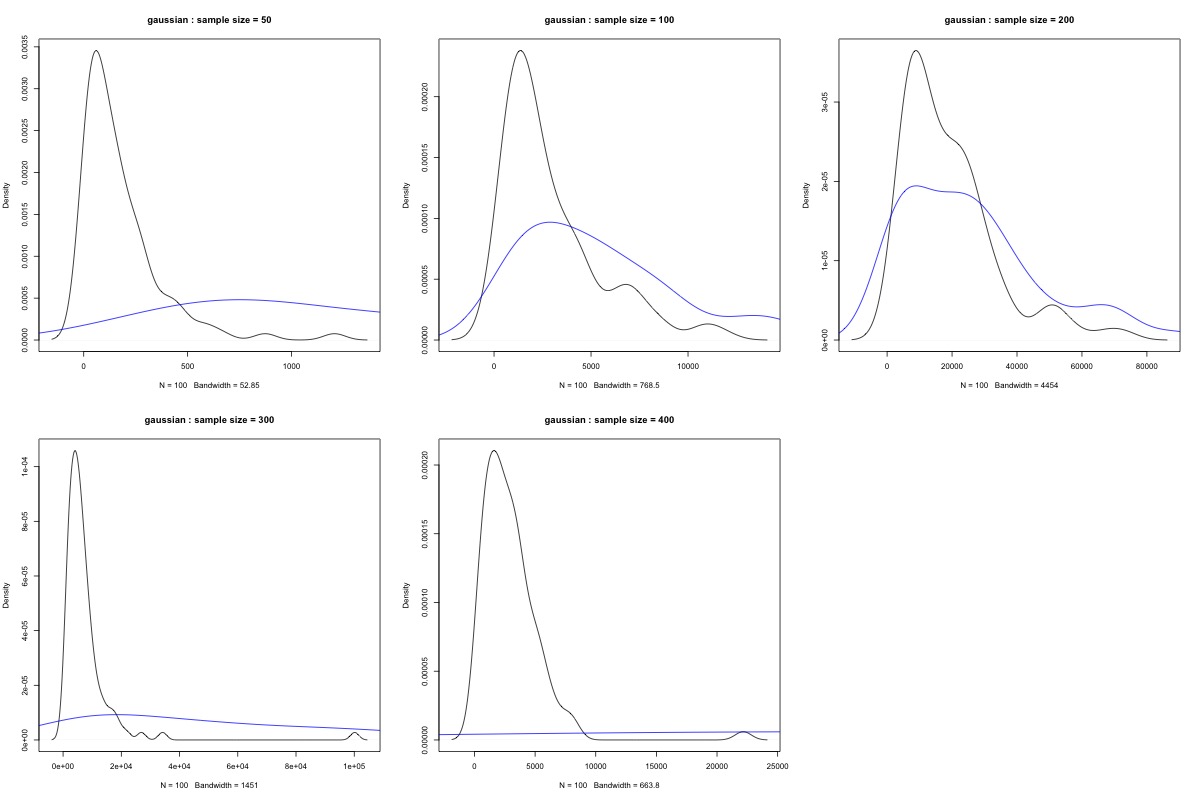 gaussian : sample size = 50
Density
0.0000 0.0005 0.0010 0.0015 0.0020 0.0025 0.0030 0.0035
0 500 1000
N = 100 Bandwidth = 52.85
gaussian : sample size = 100
Density
0.00000 0.00005 0.00010 0.00015 0.00020
0 5000 10000
N = 100 Bandwidth = 768.5
gaussian : sample size = 200
Density
0e+00 1e-05 2e-05 3e-05
0 20000 40000 60000 80000
N = 100 Bandwidth = 4454
gaussian : sample size = 300
Density
0e+00 2e-05 4e-05 6e-05 8e-05 1e-04
0e+00 2e+04 4e+04 6e+04 8e+04 1e+05
N = 100 Bandwidth = 1451
gaussian : sample size = 400
Density
0.00000 0.00005 0.00010 0.00015 0.00020
0 5000 10000 15000 20000 25000
N = 100 Bandwidth = 663.8